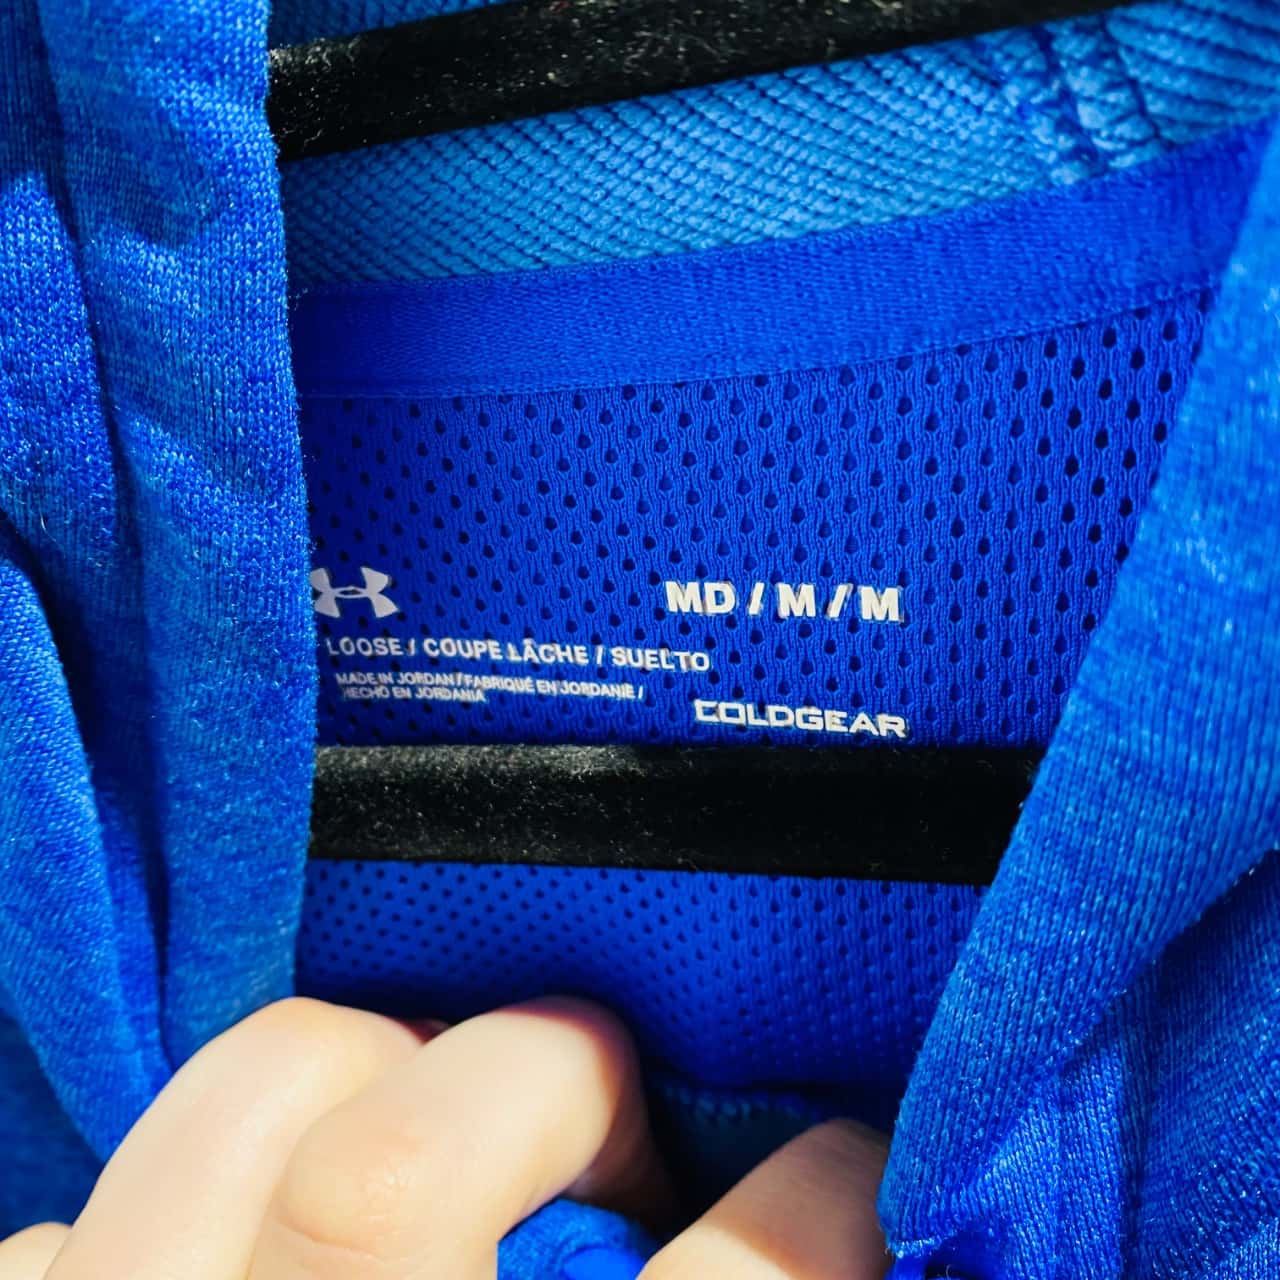 MD / M / M
LOOSE / COUPE LÂCHE / SUELTO
MADE IN JORDAN / FABRIQUÉ EN JORDANIE /
HECHO EN JORDANIA
COLDGEAR